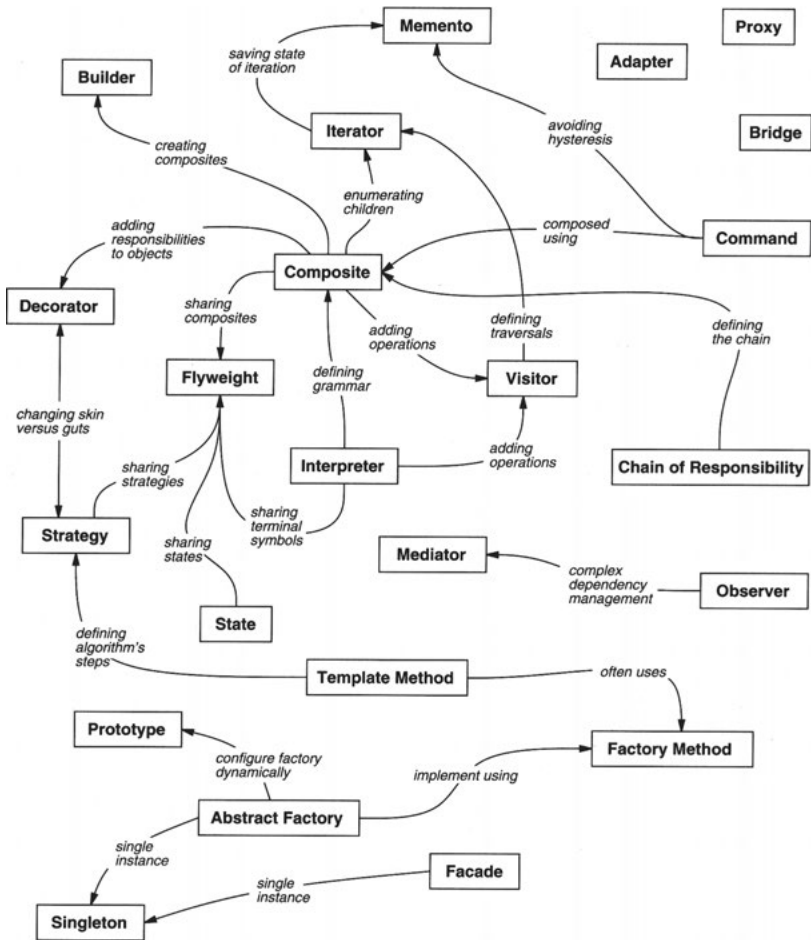 Memento
Proxy
saving state
of iteration
Adapter
Builder
Iterator
avoiding
hysteresis
Bridge
creating
composites
enumerating
children
adding
responsibilities
to objects
composed
using
Command
Composite
Decorator
sharing
composites
adding
operations
defining
traversals
defining
the chain
Flyweight
defining
grammar
Visitor
changing skin
versus guts
sharing
strategies
Interpreter
adding
operations
Chain of Responsibility
Strategy
sharing
states
sharing
terminal
symbols
Mediator
complex
dependency
management
Observer
State
defining
algorithm's
steps
Template Method
often uses
Prototype
configure factory
dynamically
implement using
Factory Method
Abstract Factory
single
instance
single
instance
Facade
Singleton